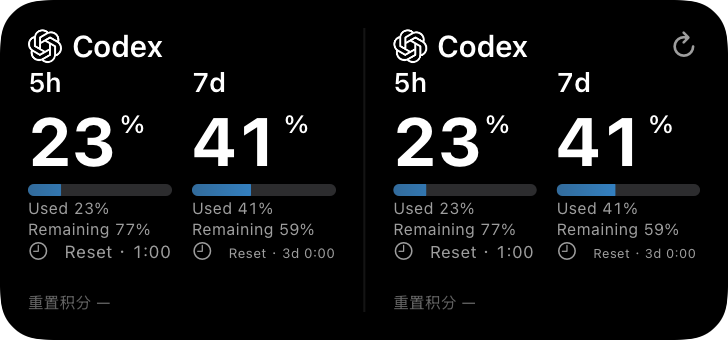 Codex
5h 7d
23% 41%
Used 23% Used 41%
Remaining 77% Remaining 59%
Reset · 1:00 Reset · 3d 0:00
重置积分 —
Codex
5h 7d
23% 41%
Used 23% Used 41%
Remaining 77% Remaining 59%
Reset · 1:00 Reset · 3d 0:00
重置积分 —